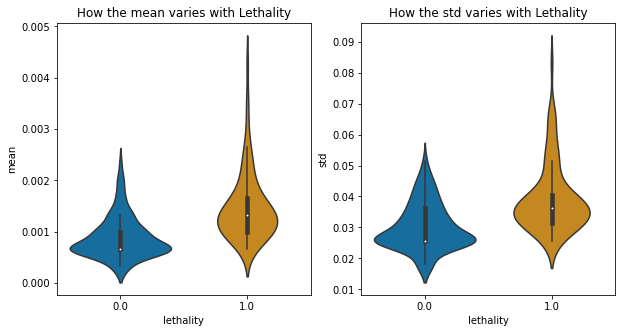 How the mean varies with Lethality
mean
0.005
0.004
0.003
0.002
0.001
0.000
0.0 1.0
lethality
How the std varies with Lethality
std
0.09
0.08
0.07
0.06
0.05
0.04
0.03
0.02
0.01
0.0 1.0
lethality